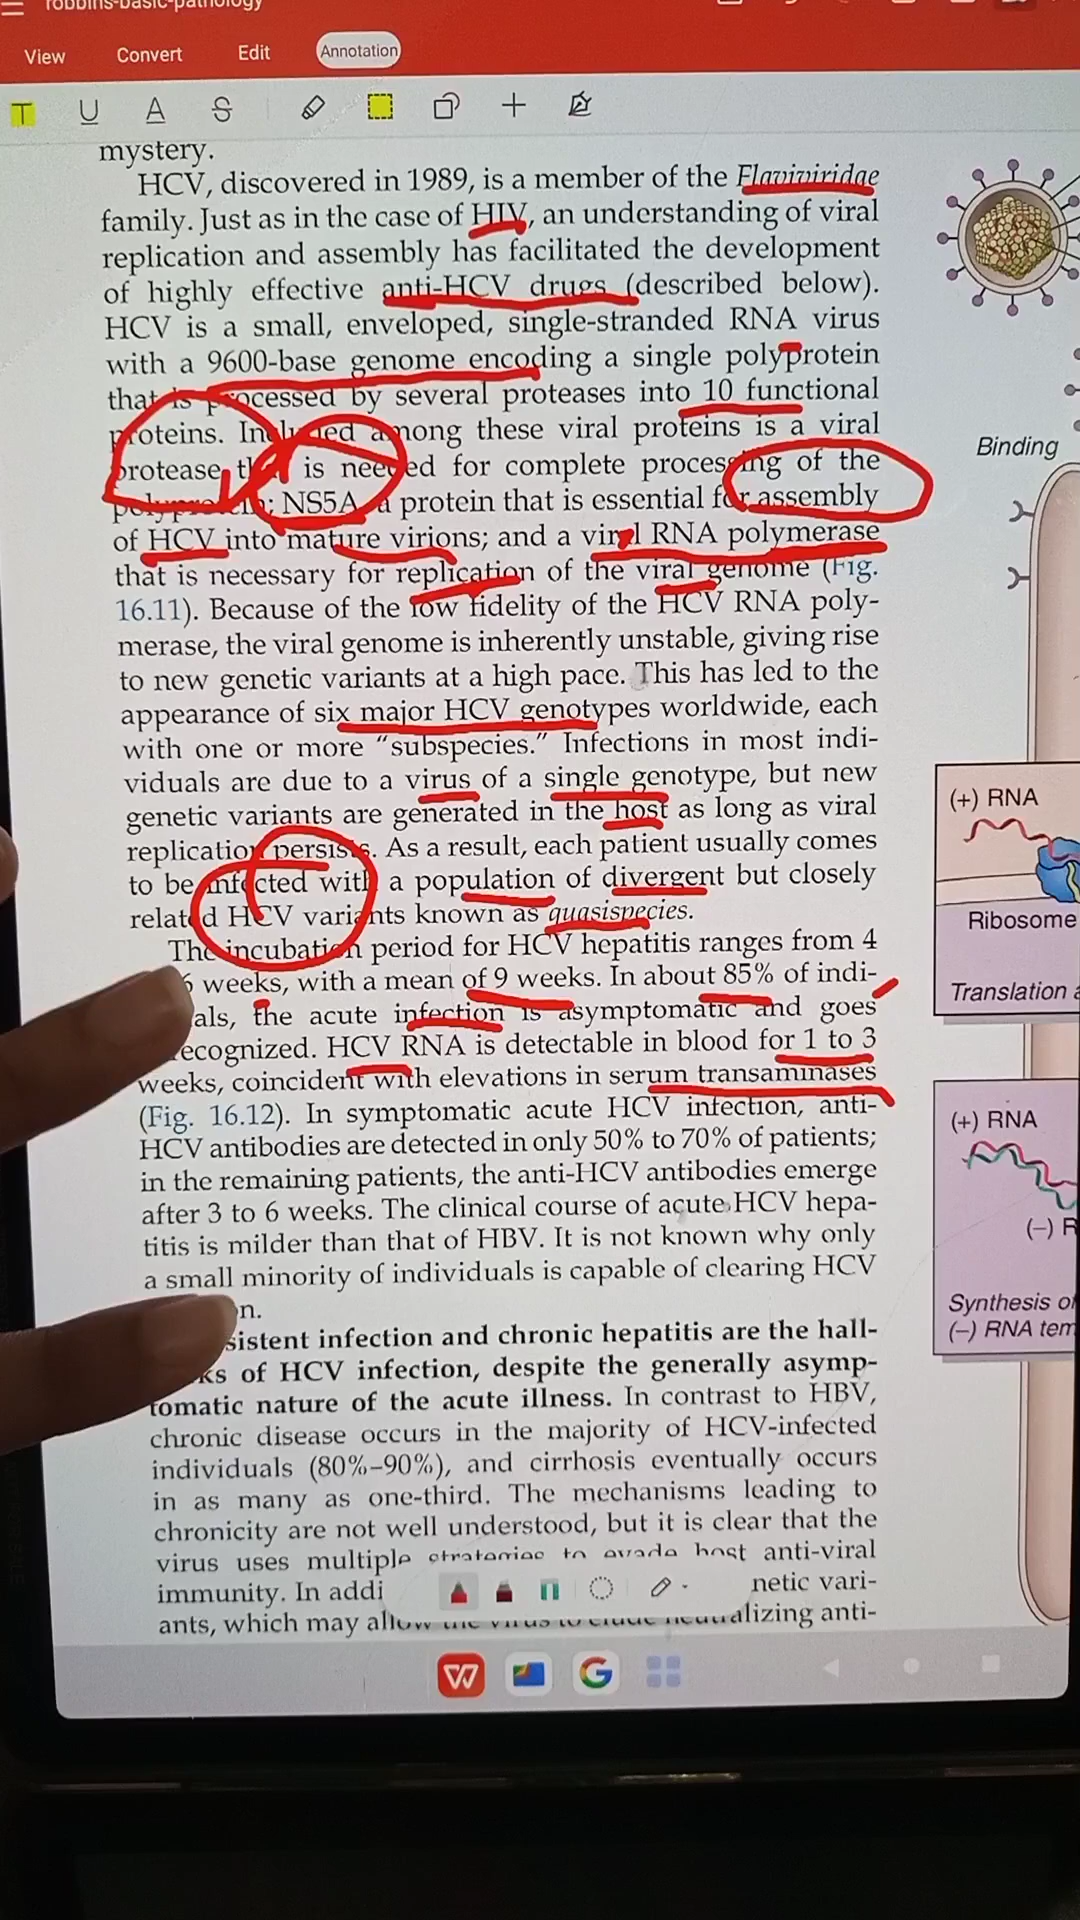 robbins-basic-pathology
View Convert Edit Annotation
T U A S
mystery.
HCV, discovered in 1989, is a member of the Flaviviridae
family. Just as in the case of HIV, an understanding of viral
replication and assembly has facilitated the development
of highly effective anti-HCV drugs (described below).
HCV is a small, enveloped, single-stranded RNA virus
with a 9600-base genome encoding a single polyprotein
that is processed by several proteases into 10 functional
proteins. Included among these viral proteins is a viral
protease that is needed for complete processing of the
polyprotein; NS5A, a protein that is essential for assembly
of HCV into mature virions; and a viral RNA polymerase
that is necessary for replication of the viral genome (Fig.
16.11). Because of the low fidelity of the HCV RNA poly-
merase, the viral genome is inherently unstable, giving rise
to new genetic variants at a high pace. This has led to the
appearance of six major HCV genotypes worldwide, each
with one or more “subspecies.” Infections in most indi-
viduals are due to a virus of a single genotype, but new
genetic variants are generated in the host as long as viral
replication persists. As a result, each patient usually comes
to be infected with a population of divergent but closely
related HCV variants known as quasispecies.
The incubation period for HCV hepatitis ranges from 4
weeks, with a mean of 9 weeks. In about 85% of indi-
als, the acute infection is asymptomatic and goes
ecognized. HCV RNA is detectable in blood for 1 to 3
weeks, coincident with elevations in serum transaminases
(Fig. 16.12). In symptomatic acute HCV infection, anti-
HCV antibodies are detected in only 50% to 70% of patients;
in the remaining patients, the anti-HCV antibodies emerge
after 3 to 6 weeks. The clinical course of acute HCV hepa-
titis is milder than that of HBV. It is not known why only
a small minority of individuals is capable of clearing HCV
n.
sistent infection and chronic hepatitis are the hall-
ks of HCV infection, despite the generally asymp-
tomatic nature of the acute illness. In contrast to HBV,
chronic disease occurs in the majority of HCV-infected
individuals (80%–90%), and cirrhosis eventually occurs
in as many as one-third. The mechanisms leading to
chronicity are not well understood, but it is clear that the
virus uses multiple strategies to evade host anti-viral
immunity. In addi netic vari-
ants, which may allow the virus to elude neutralizing anti-
Binding
(+) RNA
Ribosome
Translation a
(+) RNA
(−) R
Synthesis of
(−) RNA tem